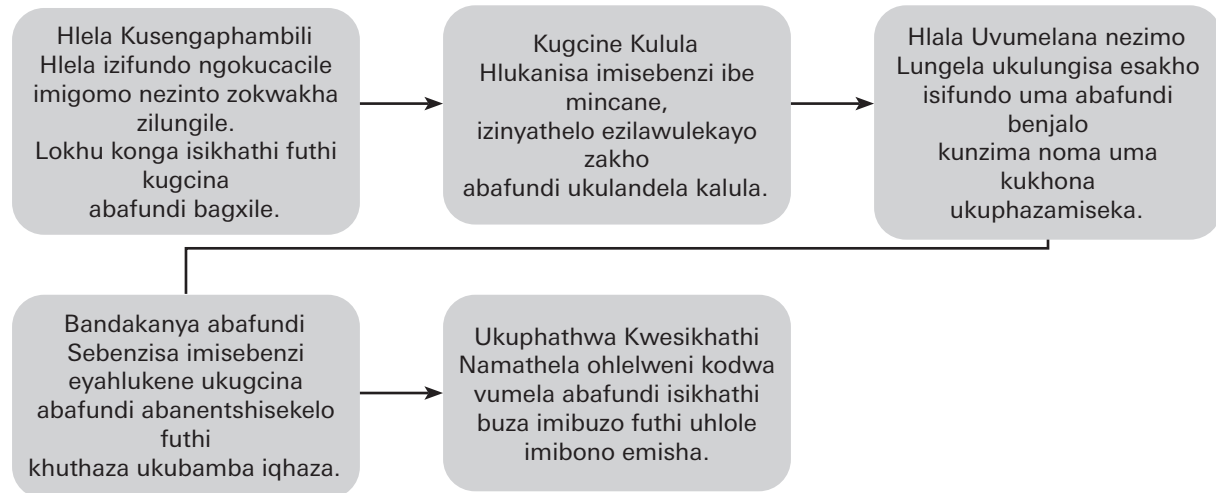 Hlela Kusengaphambili
Hlela izifundo ngokucacile
imigomo nezinto zokwakha
zilungile.
Lokhu konga isikhathi futhi
kugcina
abafundi bagxile.
Kugcine Kulula
Hlukanisa imisebenzi ibe
mincane,
izinyathelo ezilawulekayo
zakho
abafundi ukulandela kalula.
Hlala Uvumelana nezimo
Lungela ukulungisa esakho
isifundo uma abafundi
benjalo
kunzima noma uma
kukhona
ukuphazamiseka.
Bandakanya abafundi
Sebenzisa imisebenzi
eyahlukene ukugcina
abafundi abanentshisekelo
futhi
khuthaza ukubamba iqhaza.
Ukuphathwa Kwesikhathi
Namathela ohlelweni kodwa
vumela abafundi isikhathi
buza imibuzo futhi uhlole
imibono emisha.